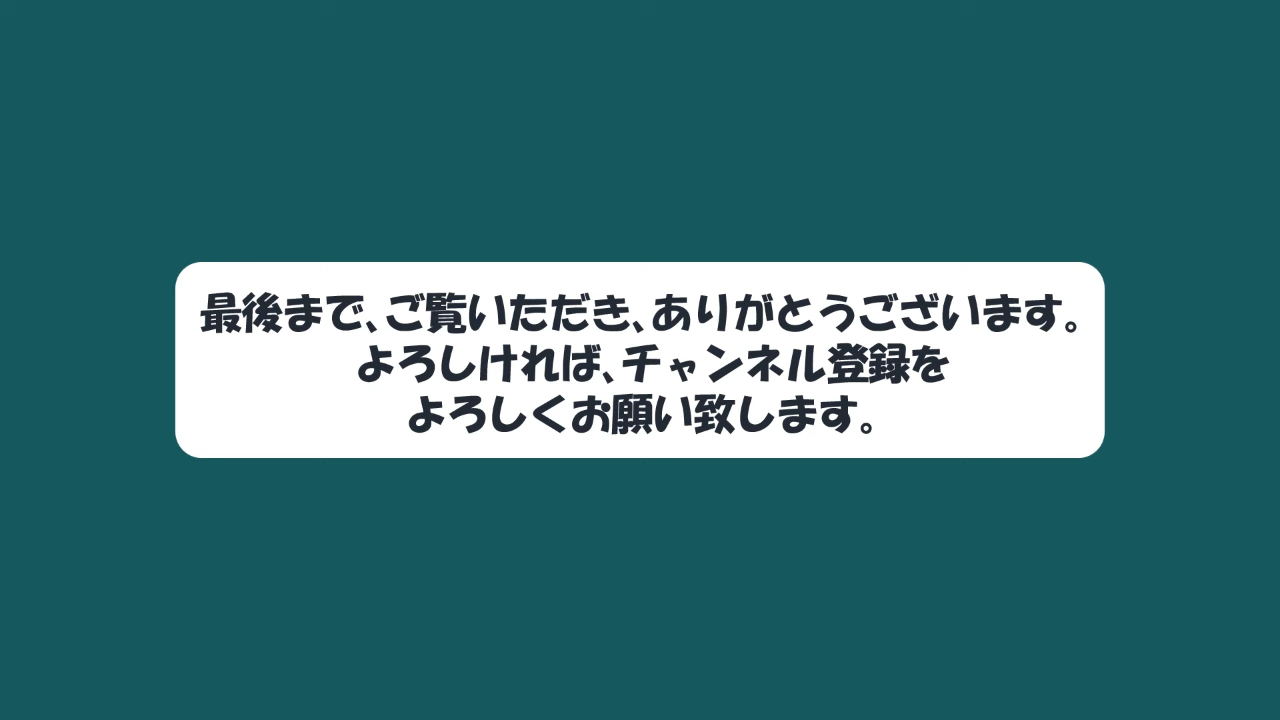 最後まで、ご覧いただき、ありがとうございます。
よろしければ、チャンネル登録を
よろしくお願い致します。